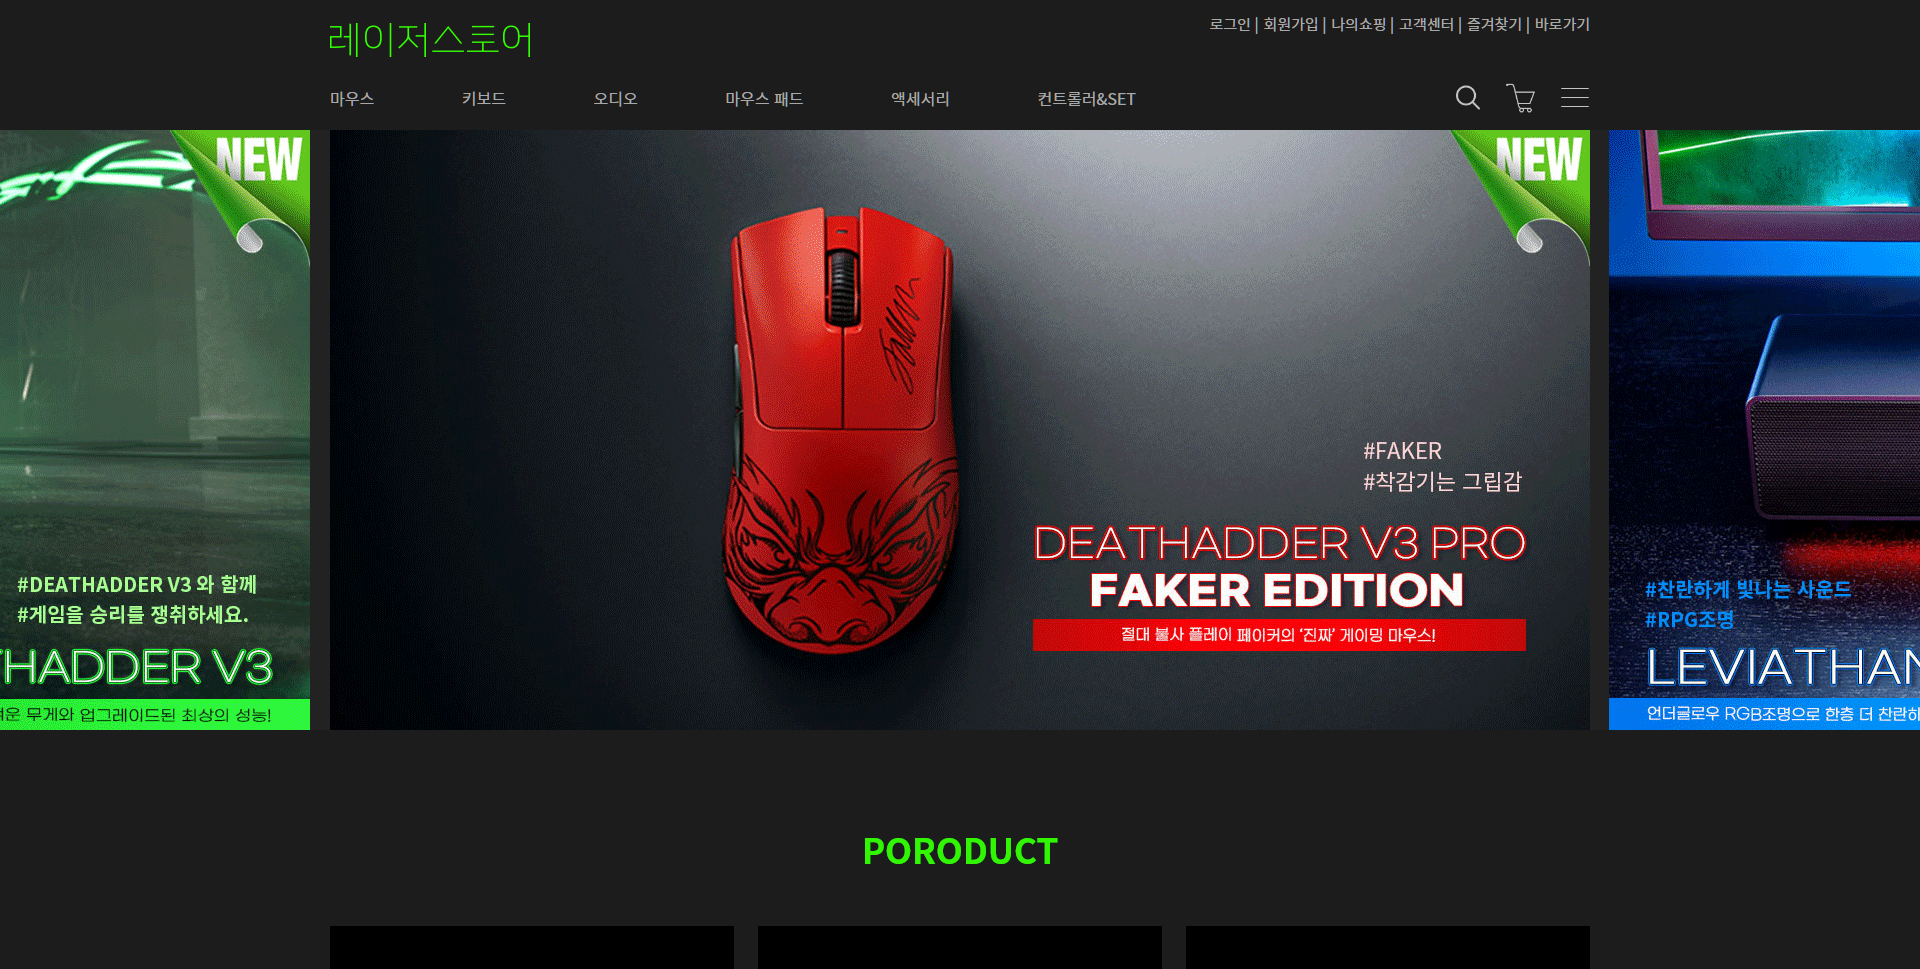 레이저스토어
로그인 | 회원가입 | 나의쇼핑 | 고객센터 | 즐겨찾기 | 바로가기
마우스 키보드 오디오 마우스 패드 액세서리 컨트롤러&SET
NEW
#DEATHADDER V3 와 함께
#게임을 승리를 쟁취하세요.
THADDER V3
운 무게와 업그레이드된 최상의 성능!
NEW
#FAKER
#착감기는 그립감
DEATHADDER V3 PRO
FAKER EDITION
절대 불사 플레이 페이커의 '진짜' 게이밍 마우스!
#찬란하게 빛나는 사운드
#RPG조명
LEVIATHAN
언더글로우 RGB조명으로 한층 더 찬란히
PORODUCT